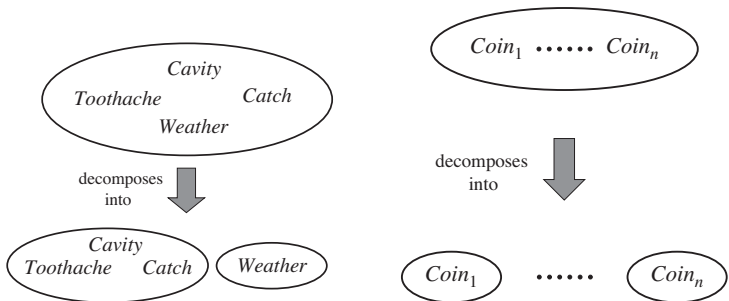 Cavity
Toothache Catch
Weather
decomposes
into
Cavity
Toothache Catch
Weather
Coin1 ...... Coinn
decomposes
into
Coin1 ...... Coinn